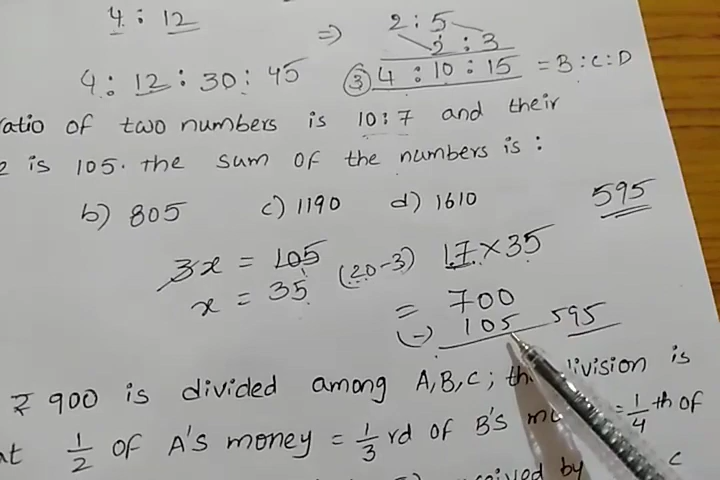 4 : 12
2 : 5
2 : 3
4 : 12 : 30 : 45
=> ③ 4 : 10 : 15 = B : C : D
ratio of two numbers is 10 : 7 and their
is 105. the sum of the numbers is :
b) 805 c) 1190 d) 1610 595
3x = 105 (20-3) 17 × 35
x = 35 = 700
(-) 105 595
₹ 900 is divided among A, B, C; the division is
1/2 of A's money = 1/3 rd of B's = 1/4 th of
by C